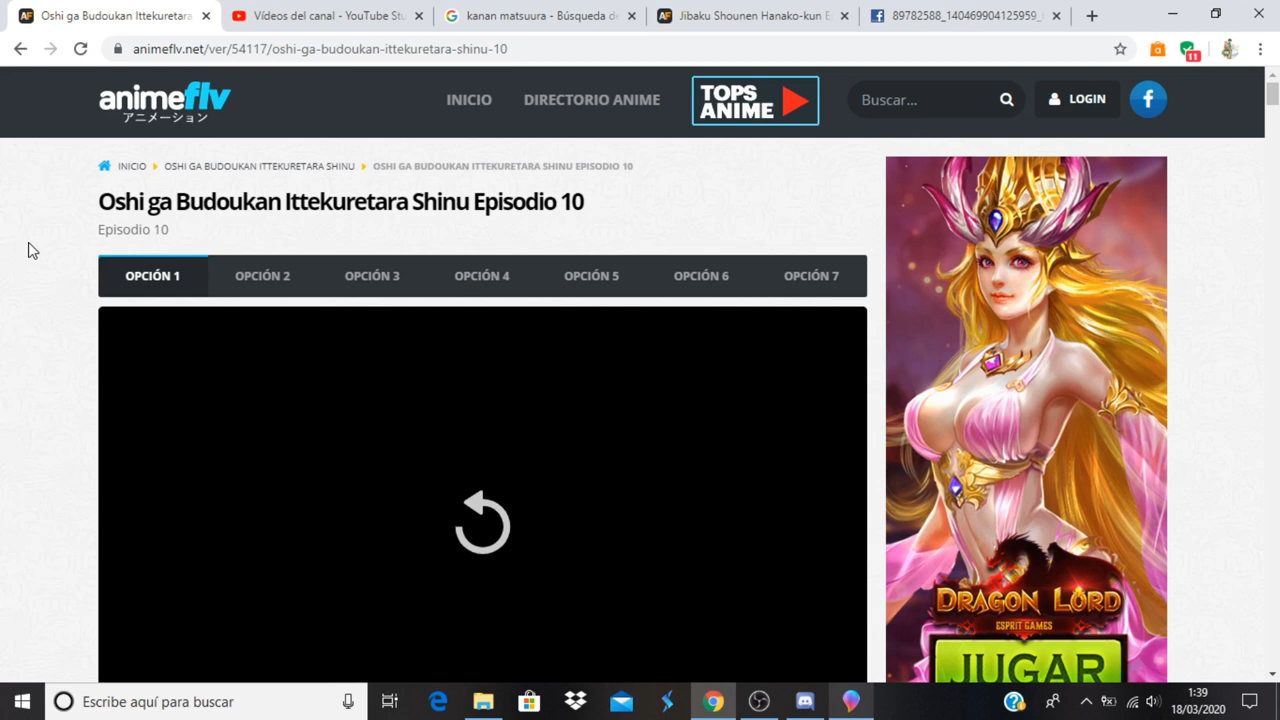 Oshi ga Budoukan Ittekuretara
Vídeos del canal - YouTube Stu
kanan matsuura - Búsqueda de
Jibaku Shounen Hanako-kun E
89782588_140469904125959_
animeflv.net/ver/54117/oshi-ga-budoukan-ittekuretara-shinu-10
11
animeflv
アニメーション
INICIO
DIRECTORIO ANIME
TOPS
ANIME
Buscar...
LOGIN
INICIO
OSHI GA BUDOUKAN ITTEKURETARA SHINU
OSHI GA BUDOUKAN ITTEKURETARA SHINU EPISODIO 10
Oshi ga Budoukan Ittekuretara Shinu Episodio 10
Episodio 10
OPCIÓN 1
OPCIÓN 2
OPCIÓN 3
OPCIÓN 4
OPCIÓN 5
OPCIÓN 6
OPCIÓN 7
DRAGON LORD
ESPRIT GAMES
JUGAR
Escribe aquí para buscar
1:39
18/03/2020